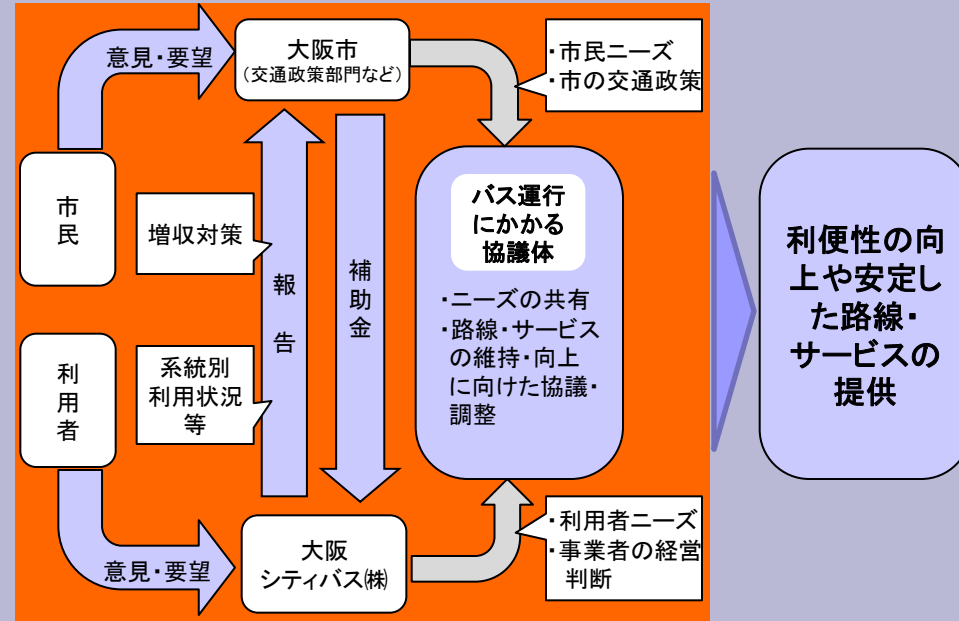 意見・要望
大阪市
（交通政策部門など）
・市民ニーズ
・市の交通政策
市
民
増収対策
報
告
補
助
金
バス運行
にかかる
協議体
・ニーズの共有
・路線・サービス
の維持・向上
に向けた協議・
調整
利便性の向
上や安定し
た路線・
サービスの
提供
利
用
者
系統別
利用状況
等
意見・要望
大阪
シティバス㈱
・利用者ニーズ
・事業者の経営
判断